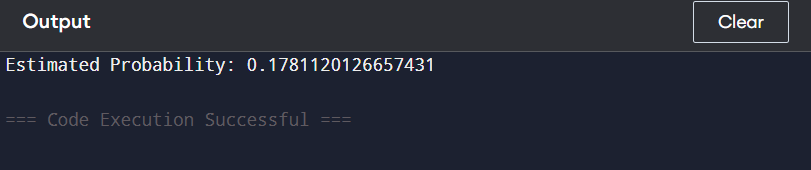 Output
Clear
Estimated Probability: 0.1781120126657431
=== Code Execution Successful ===